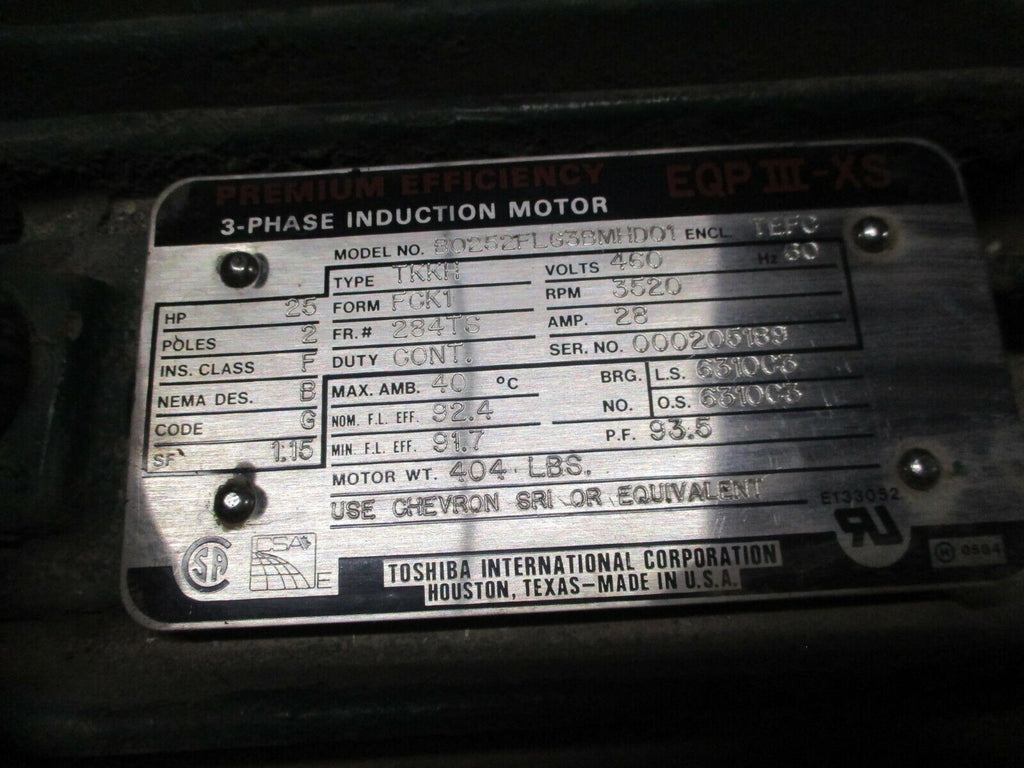 PREMIUM EFFICIENCY EQP III-XS
3-PHASE INDUCTION MOTOR
MODEL NO. B0252FLG3BMHD01 ENCL. TEFC
TYPE TKKH VOLTS 460 Hz 60
HP 25 FORM FCK1 RPM 3520
POLES 2 FR.# 284TS AMP. 28
INS. CLASS F DUTY CONT. SER. NO. 000205189
NEMA DES. B MAX. AMB. 40 °C BRG. L.S. 6310C3
CODE G NOM. F.L. EFF. 92.4 NO. O.S. 6310C3
SF 1.15 MIN F.L. EFF. 91.7 P.F. 93.5
MOTOR WT. 404 LBS.
USE CHEVRON SRI OR EQUIVALENT
E133052
CSA E
TOSHIBA INTERNATIONAL CORPORATION
HOUSTON, TEXAS-MADE IN U.S.A.